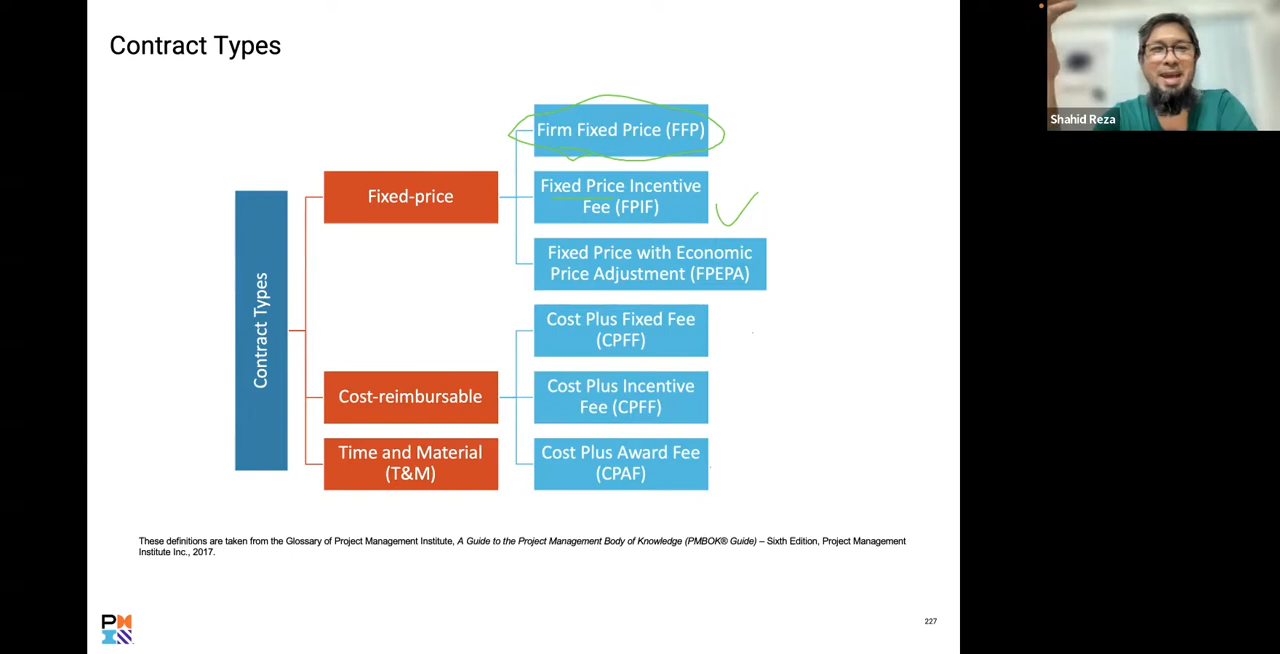 Contract Types
Shahid Reza
Contract Types
Fixed-price
Cost-reimbursable
Time and Material
(T&M)
Firm Fixed Price (FFP)
Fixed Price Incentive
Fee (FPIF)
Fixed Price with Economic
Price Adjustment (FPEPA)
Cost Plus Fixed Fee
(CPFF)
Cost Plus Incentive
Fee (CPFF)
Cost Plus Award Fee
(CPAF)
These definitions are taken from the Glossary of Project Management Institute, A Guide to the Project Management Body of Knowledge (PMBOK® Guide) – Sixth Edition, Project Management
Institute Inc., 2017.
PMI
227